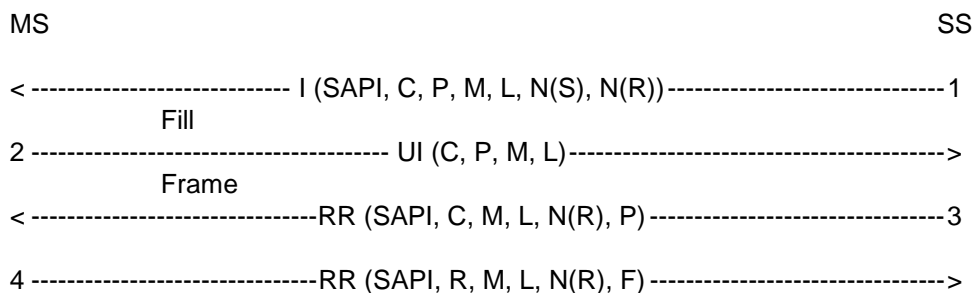 MS SS
< ----------------------------- I (SAPI, C, P, M, L, N(S), N(R))------------------------------- 1
Fill
2 ---------------------------------------- UI (C, P, M, L)------------------------------------------>
Frame
< --------------------------------RR (SAPI, C, M, L, N(R), P) --------------------------------- 3
4 --------------------------------RR (SAPI, R, M, L, N(R), F) --------------------------------->